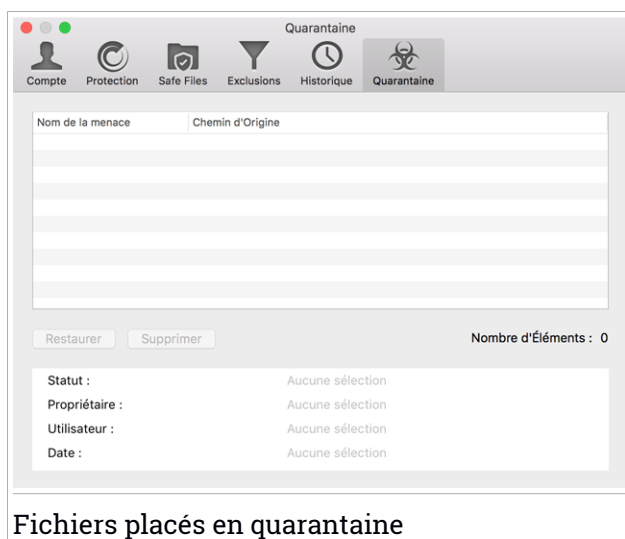 Quarantaine
Compte Protection Safe Files Exclusions Historique Quarantaine
Nom de la menace Chemin d'Origine
Restaurer Supprimer Nombre d'Éléments : 0
Statut : Aucune sélection
Propriétaire : Aucune sélection
Utilisateur : Aucune sélection
Date : Aucune sélection
Fichiers placés en quarantaine